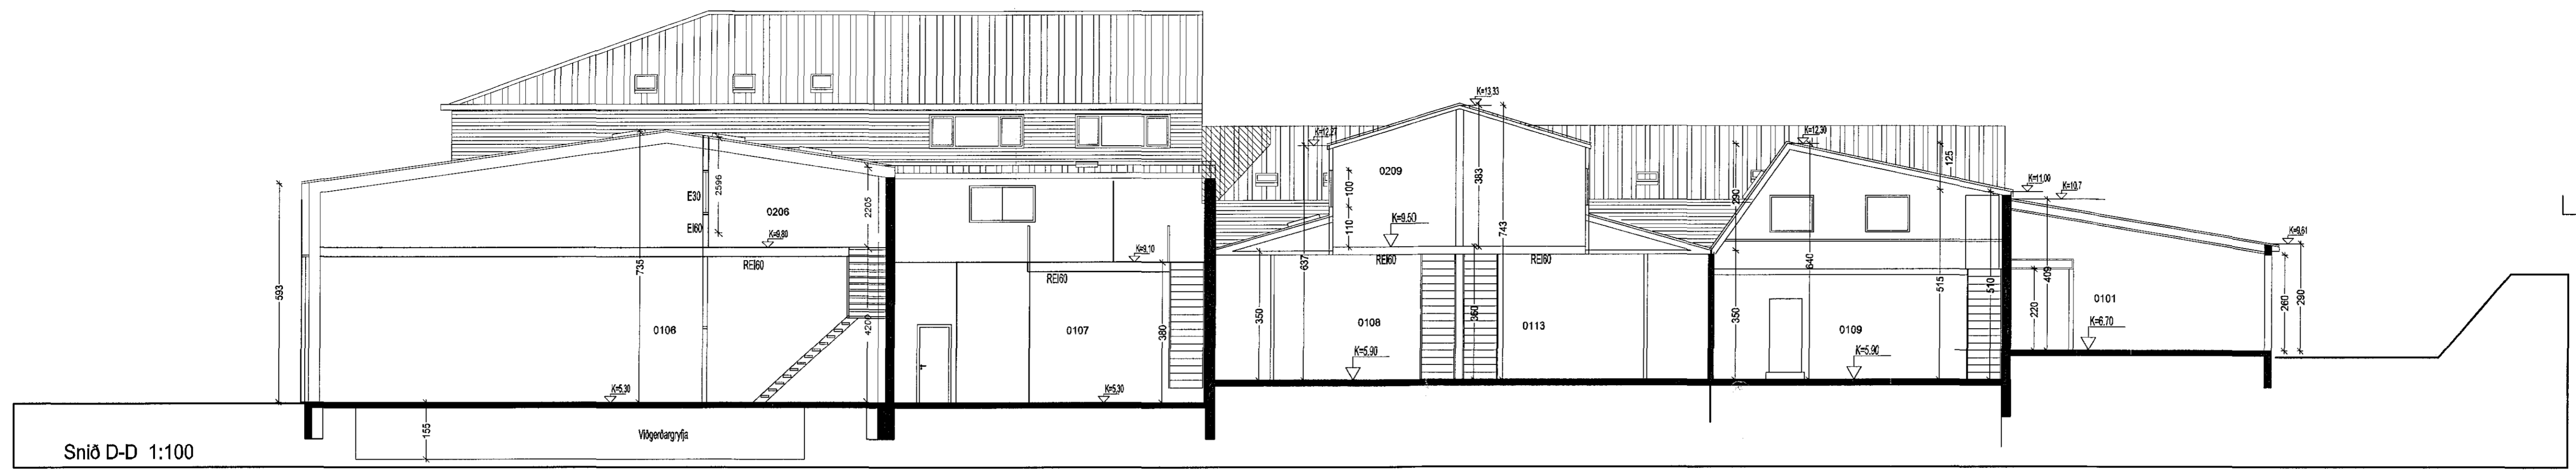 K=13,33
K=12,27
K=12,30
125
0209
K=11,00
K=10,7
2596
E30
100
383
290
0206
2205
EI60
110
K=9,50
743
K=9,80
K=9,61
K=9,10
REI60
735
REI60
637
REI60
REI60
640
409
593
515
510
0101
260
290
4200
0106
0107
380
350
0108
360
0113
350
0109
220
K=6,70
K=5,90
K=5,90
K=5,30
K=5,30
155
Viðgerðargryfja
Snið D-D 1:100